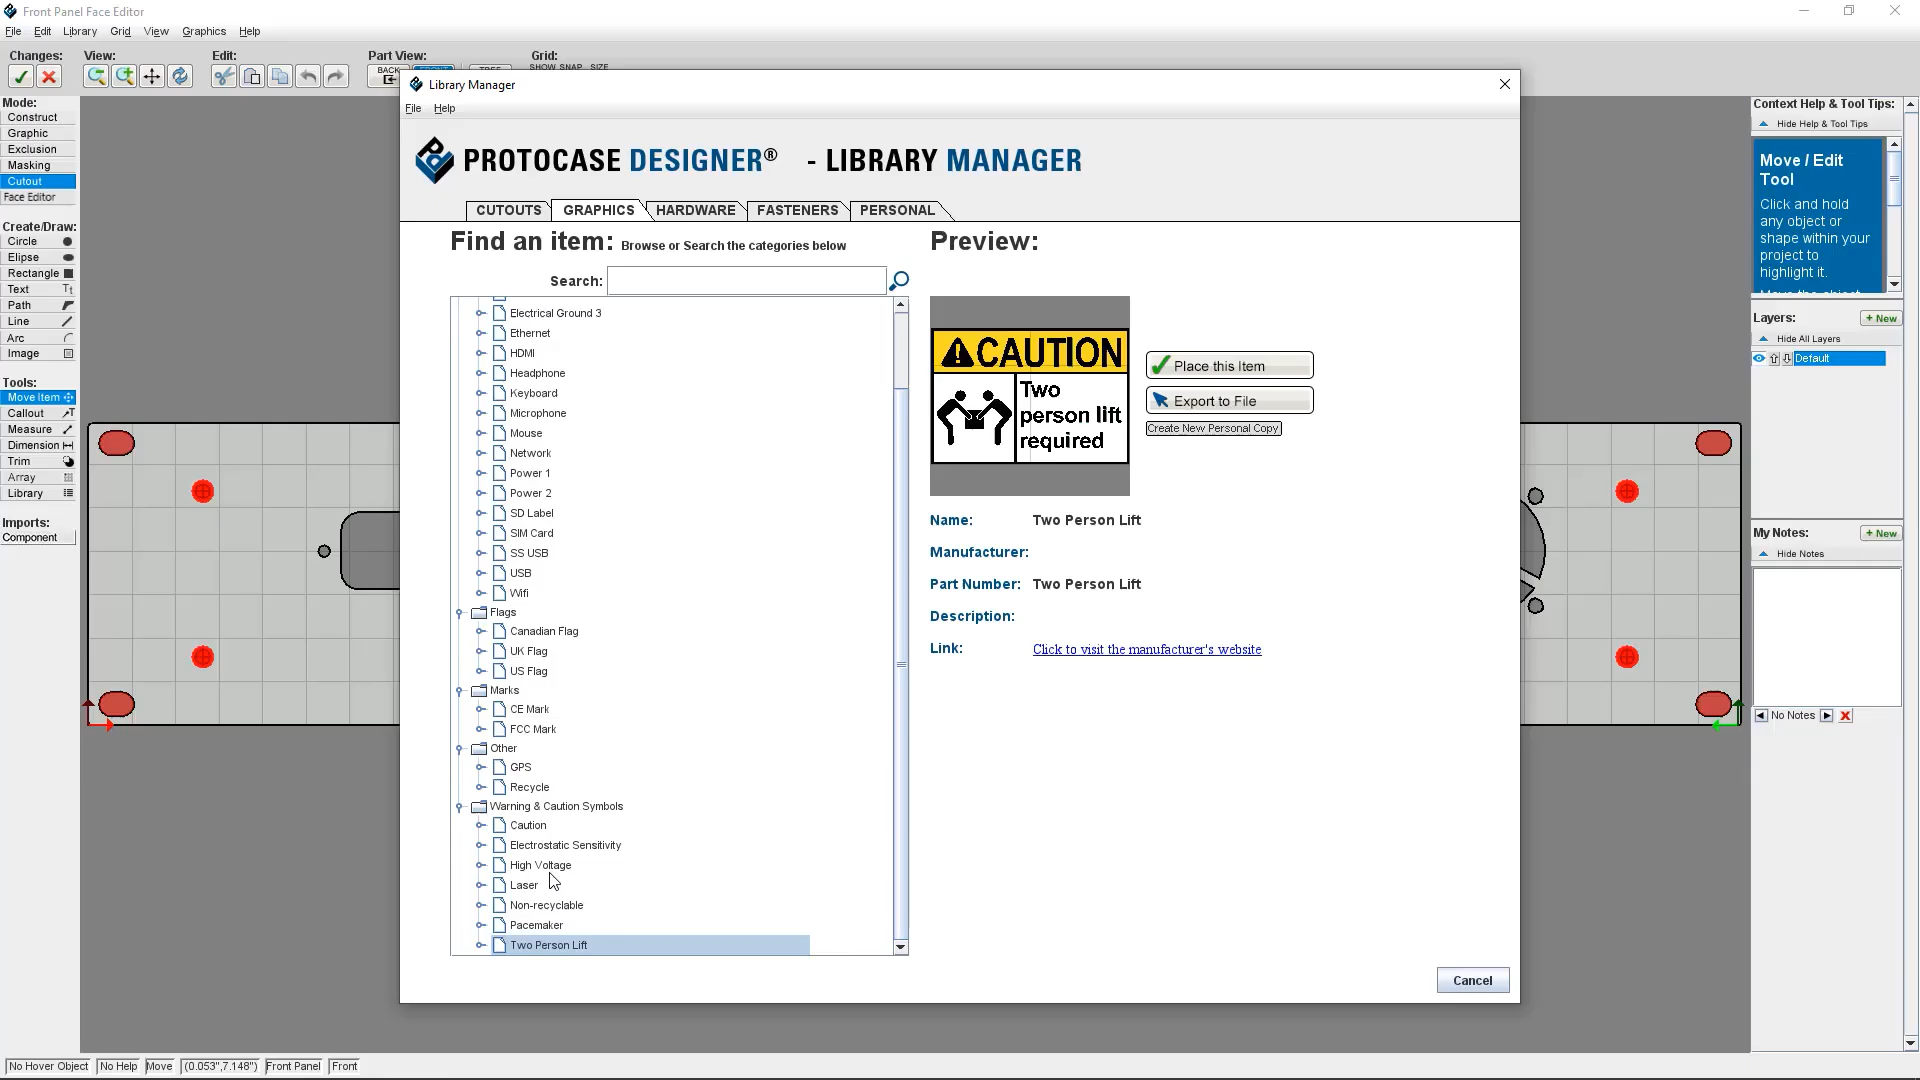 Front Panel Face Editor
File Edit Library Grid View Graphics Help
Changes: View: Edit: Part View: Grid:
SHOW SNAP SIZE
BACK
Mode:
Construct
Graphic
Exclusion
Masking
Cutout
Face Editor
Create/Draw:
Circle
Elipse
Rectangle
Text Tt
Path
Line
Arc
Image
Tools:
Move Item
Callout
Measure
Dimension
Trim
Array
Library
Imports:
Component
Library Manager
File Help
PROTOCASE DESIGNER® - LIBRARY MANAGER
CUTOUTS GRAPHICS HARDWARE FASTENERS PERSONAL
Find an item: Browse or Search the categories below
Search:
Electrical Ground 3
Ethernet
HDMI
Headphone
Keyboard
Microphone
Mouse
Network
Power 1
Power 2
SD Label
SIM Card
SS USB
USB
Wifi
Flags
Canadian Flag
UK Flag
US Flag
Marks
CE Mark
FCC Mark
Other
GPS
Recycle
Warning & Caution Symbols
Caution
Electrostatic Sensitivity
High Voltage
Laser
Non-recyclable
Pacemaker
Two Person Lift
Preview:
CAUTION
Two
person lift
required
Place this Item
Export to File
Create New Personal Copy
Name: Two Person Lift
Manufacturer:
Part Number: Two Person Lift
Description:
Link: Click to visit the manufacturer's website
Cancel
Context Help & Tool Tips:
Hide Help & Tool Tips
Move / Edit
Tool
Click and hold
any object or
shape within your
project to
highlight it.
Layers: + New
Hide All Layers
Default
My Notes: + New
Hide Notes
No Notes X
No Hover Object No Help Move (0.053",7.148") Front Panel Front